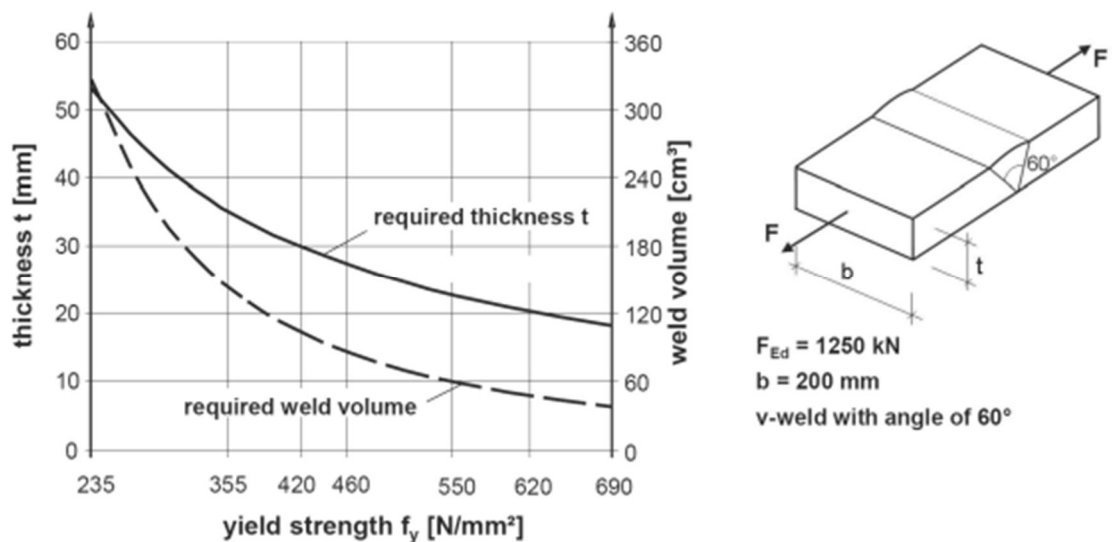 thickness t [mm]
60
50
40
30
20
10
0
required thickness t
required weld volume
360
300
240
180
120
60
0
weld volume [cm³]
235 355 420 460 550 620 690
yield strength fy [N/mm²]
F
60°
F
b
t
FEd = 1250 kN
b = 200 mm
v-weld with angle of 60°